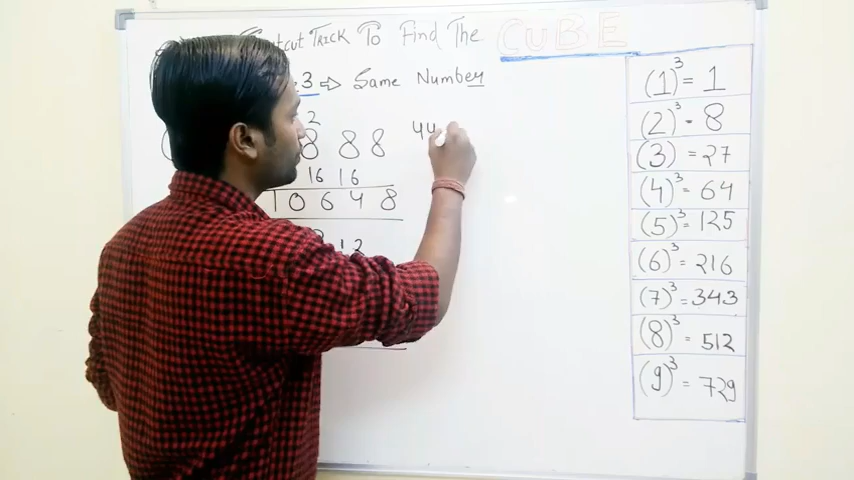 TRICK TO FIND THE CUBE
3 ⇒ Same Number
2
8 8 8
16 16
1 0 6 4 8
12
44
(1)³ = 1
(2)³ = 8
(3)³ = 27
(4)³ = 64
(5)³ = 125
(6)³ = 216
(7)³ = 343
(8)³ = 512
(9)³ = 729